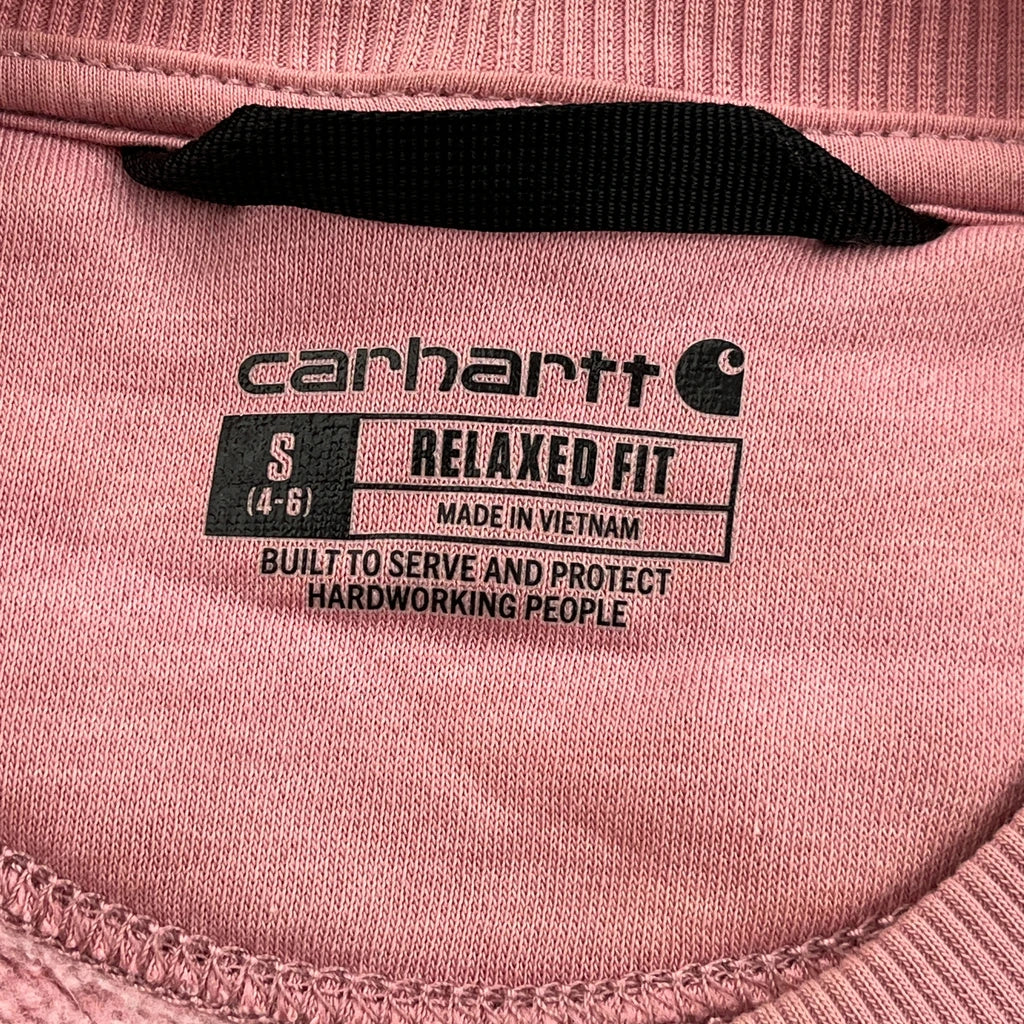 carhartt
S
(4-6)
RELAXED FIT
MADE IN VIETNAM
BUILT TO SERVE AND PROTECT
HARDWORKING PEOPLE